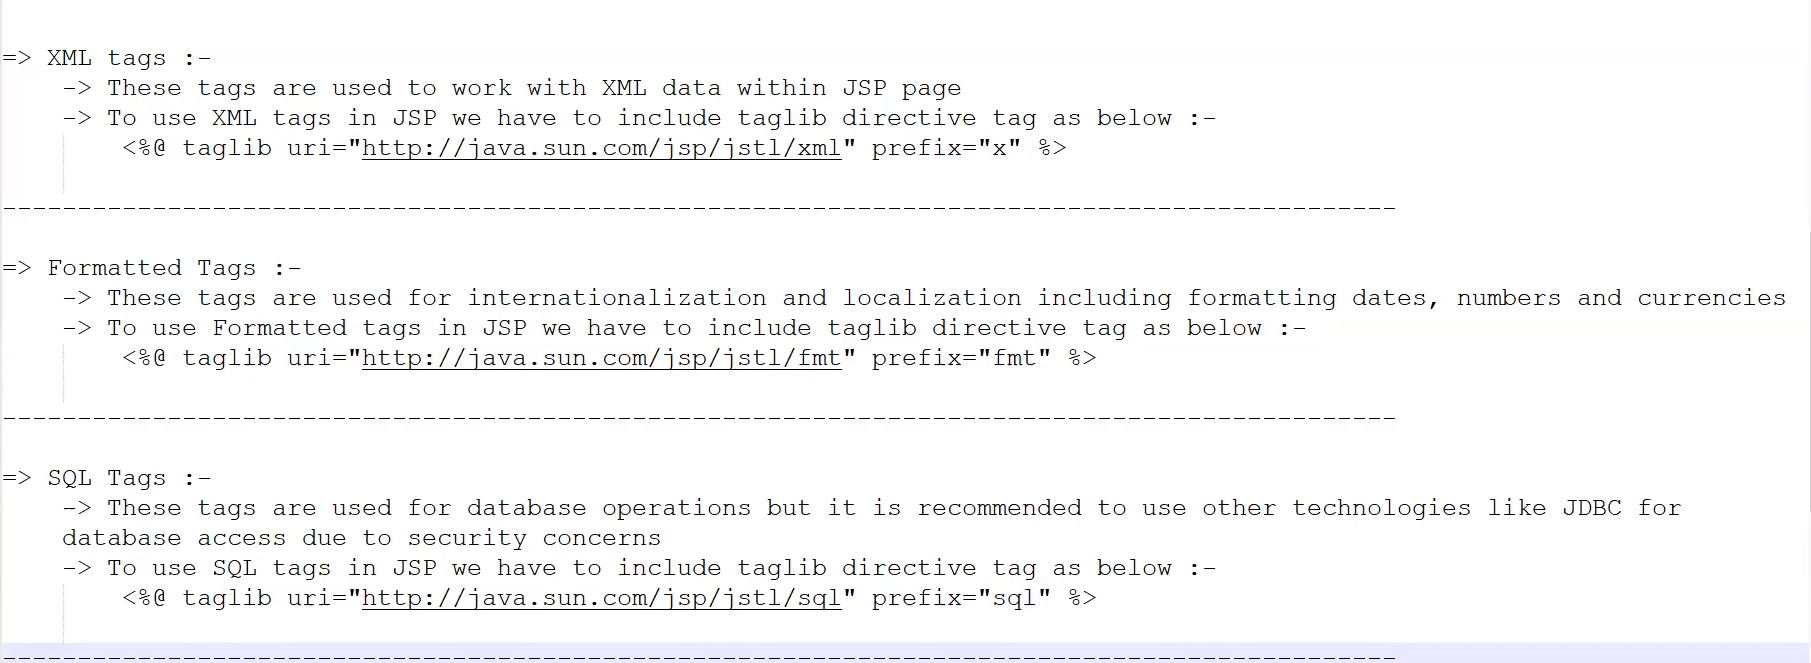 => XML tags :-
-> These tags are used to work with XML data within JSP page
-> To use XML tags in JSP we have to include taglib directive tag as below :-
<%@ taglib uri="http://java.sun.com/jsp/jstl/xml" prefix="x" %>
---------------------------------------------------------------------------------------------
=> Formatted Tags :-
-> These tags are used for internationalization and localization including formatting dates, numbers and currencies
-> To use Formatted tags in JSP we have to include taglib directive tag as below :-
<%@ taglib uri="http://java.sun.com/jsp/jstl/fmt" prefix="fmt" %>
---------------------------------------------------------------------------------------------
=> SQL Tags :-
-> These tags are used for database operations but it is recommended to use other technologies like JDBC for
database access due to security concerns
-> To use SQL tags in JSP we have to include taglib directive tag as below :-
<%@ taglib uri="http://java.sun.com/jsp/jstl/sql" prefix="sql" %>
---------------------------------------------------------------------------------------------